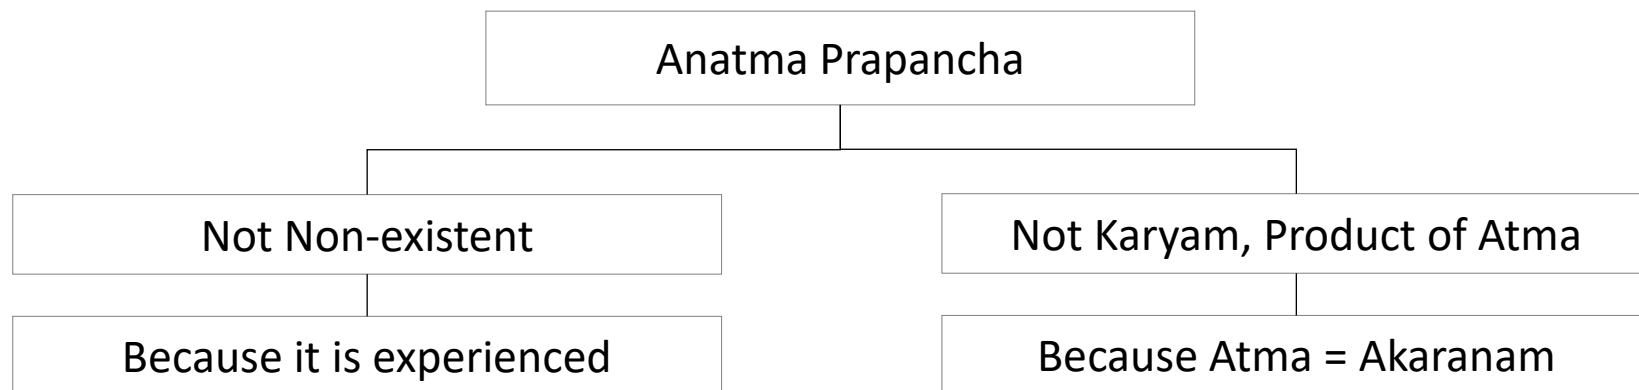 Anatma Prapancha
Not Non-existent
Not Karyam, Product of Atma
Because it is experienced
Because Atma = Akaranam